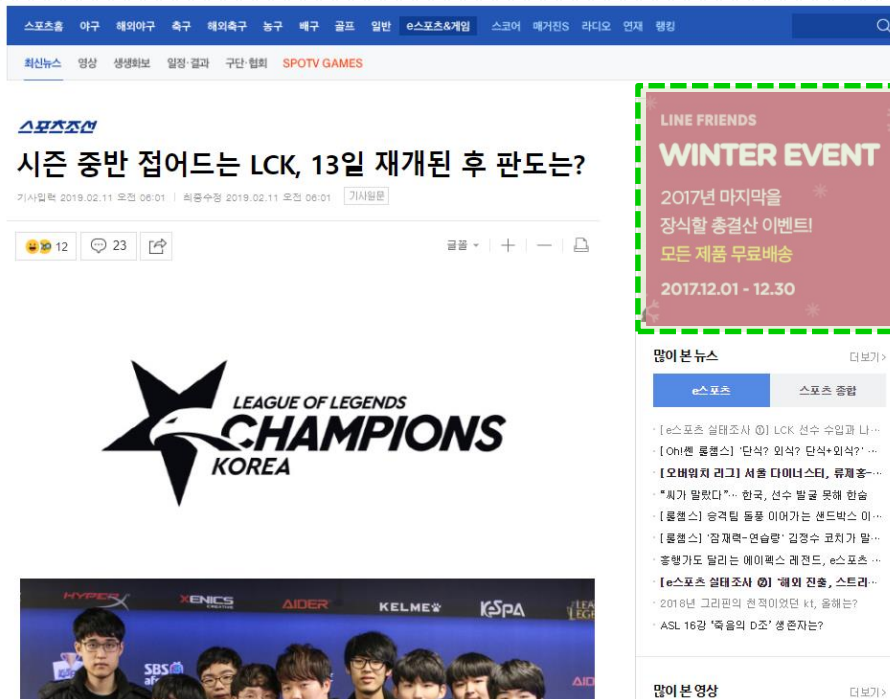 스포츠홈 야구 해외야구 축구 해외축구 농구 배구 골프 일반 e스포츠&게임 스코어 매거진S 라디오 연재 랭킹
최신뉴스 영상 생생화보 일정·결과 구단·협회 SPOTV GAMES
스포츠조선
시즌 중반 접어드는 LCK, 13일 재개된 후 판도는?
기사입력 2019.02.11 오전 06:01 | 최종수정 2019.02.11 오전 06:01 기사원문
12 23 글꼴
LEAGUE OF LEGENDS
CHAMPIONS
KOREA
HYPERX XENICS AIDER KELME KeSPA
SBS
LINE FRIENDS
WINTER EVENT
2017년 마지막을
장식할 총결산 이벤트!
모든 제품 무료배송
2017.12.01 - 12.30
많이 본 뉴스 더보기
e스포츠 스포츠 종합
[e스포츠 실태조사 ①] LCK 선수 수입과 나…
[Oh!쎈 롤챔스] '단식? 외식? 단식+외식?' …
[오버워치 리그] 서울 다이너스티, 류제홍-…
"씨가 말랐다"… 한국, 선수 발굴 못해 한숨
[롤챔스] 승격팀 돌풍 이어가는 샌드박스 이…
[롤챔스] '잠재력-연습량' 김정수 코치가 말…
흥행가도 달리는 에이펙스 레전드, e스포츠 …
[e스포츠 실태조사 ②] '해외 진출, 스트리…
2018년 그리핀의 천적이었던 kt, 올해는?
ASL 16강 '죽음의 D조' 생존자는?
많이 본 영상 더보기